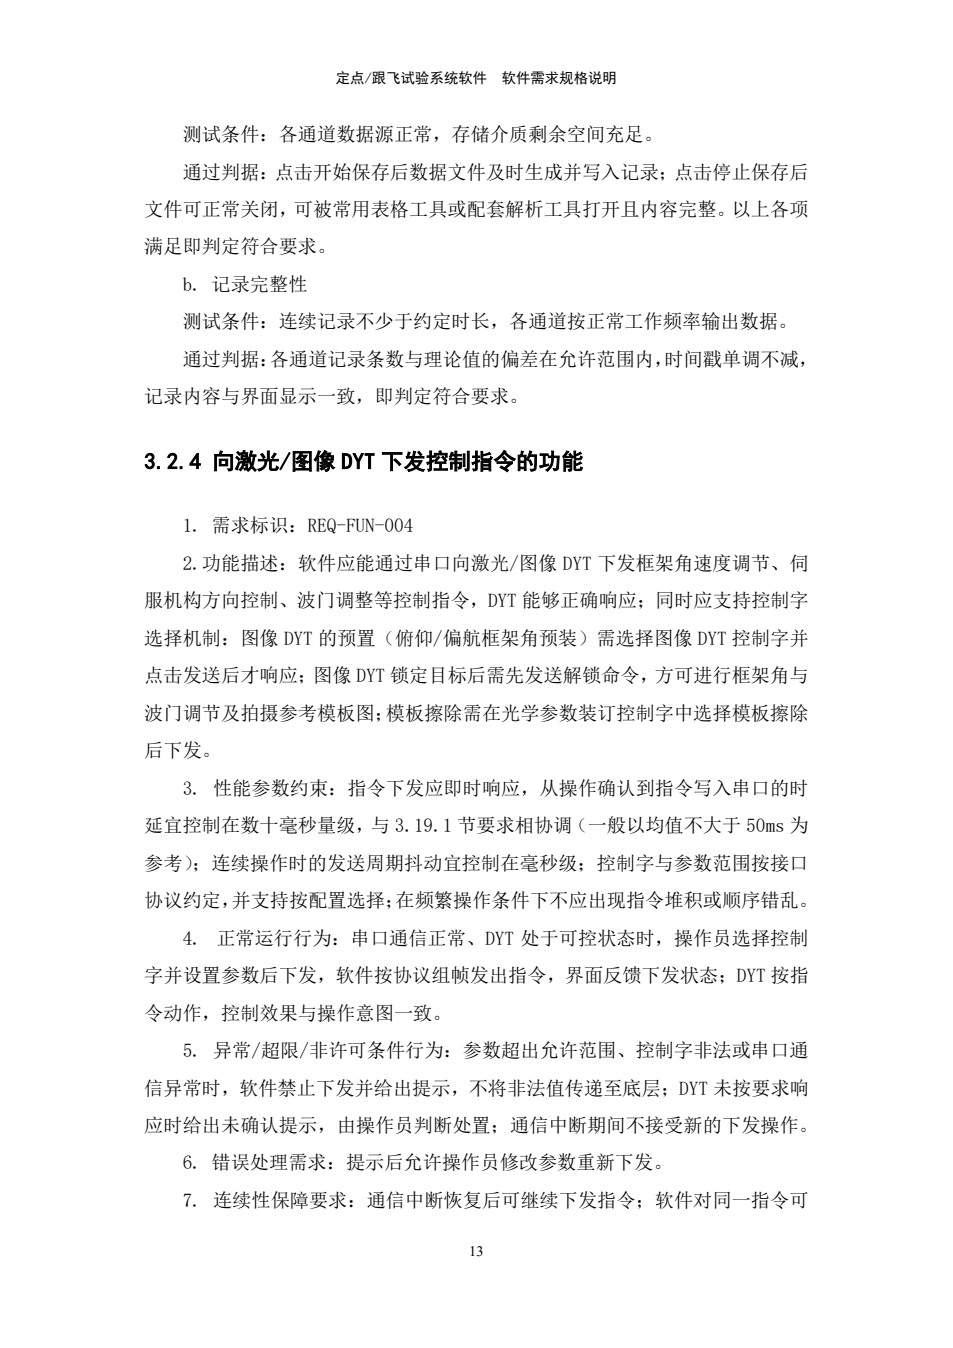 定点/跟飞试验系统软件　软件需求规格说明
测试条件：各通道数据源正常，存储介质剩余空间充足。
通过判据：点击开始保存后数据文件及时生成并写入记录；点击停止保存后
文件可正常关闭，可被常用表格工具或配套解析工具打开且内容完整。以上各项
满足即判定符合要求。
b. 记录完整性
测试条件：连续记录不少于约定时长，各通道按正常工作频率输出数据。
通过判据：各通道记录条数与理论值的偏差在允许范围内，时间戳单调不减，
记录内容与界面显示一致，即判定符合要求。
3.2.4 向激光/图像 DYT 下发控制指令的功能
1. 需求标识：REQ-FUN-004
2.功能描述：软件应能通过串口向激光/图像 DYT 下发框架角速度调节、伺
服机构方向控制、波门调整等控制指令，DYT 能够正确响应；同时应支持控制字
选择机制：图像 DYT 的预置（俯仰/偏航框架角预装）需选择图像 DYT 控制字并
点击发送后才响应；图像 DYT 锁定目标后需先发送解锁命令，方可进行框架角与
波门调节及拍摄参考模板图；模板擦除需在光学参数装订控制字中选择模板擦除
后下发。
3. 性能参数约束：指令下发应即时响应，从操作确认到指令写入串口的时
延宜控制在数十毫秒量级，与 3.19.1 节要求相协调（一般以均值不大于 50ms 为
参考）；连续操作时的发送周期抖动宜控制在毫秒级；控制字与参数范围按接口
协议约定，并支持按配置选择；在频繁操作条件下不应出现指令堆积或顺序错乱。
4. 正常运行行为：串口通信正常、DYT 处于可控状态时，操作员选择控制
字并设置参数后下发，软件按协议组帧发出指令，界面反馈下发状态；DYT 按指
令动作，控制效果与操作意图一致。
5. 异常/超限/非许可条件行为：参数超出允许范围、控制字非法或串口通
信异常时，软件禁止下发并给出提示，不将非法值传递至底层；DYT 未按要求响
应时给出未确认提示，由操作员判断处置；通信中断期间不接受新的下发操作。
6. 错误处理需求：提示后允许操作员修改参数重新下发。
7. 连续性保障要求：通信中断恢复后可继续下发指令；软件对同一指令可
13